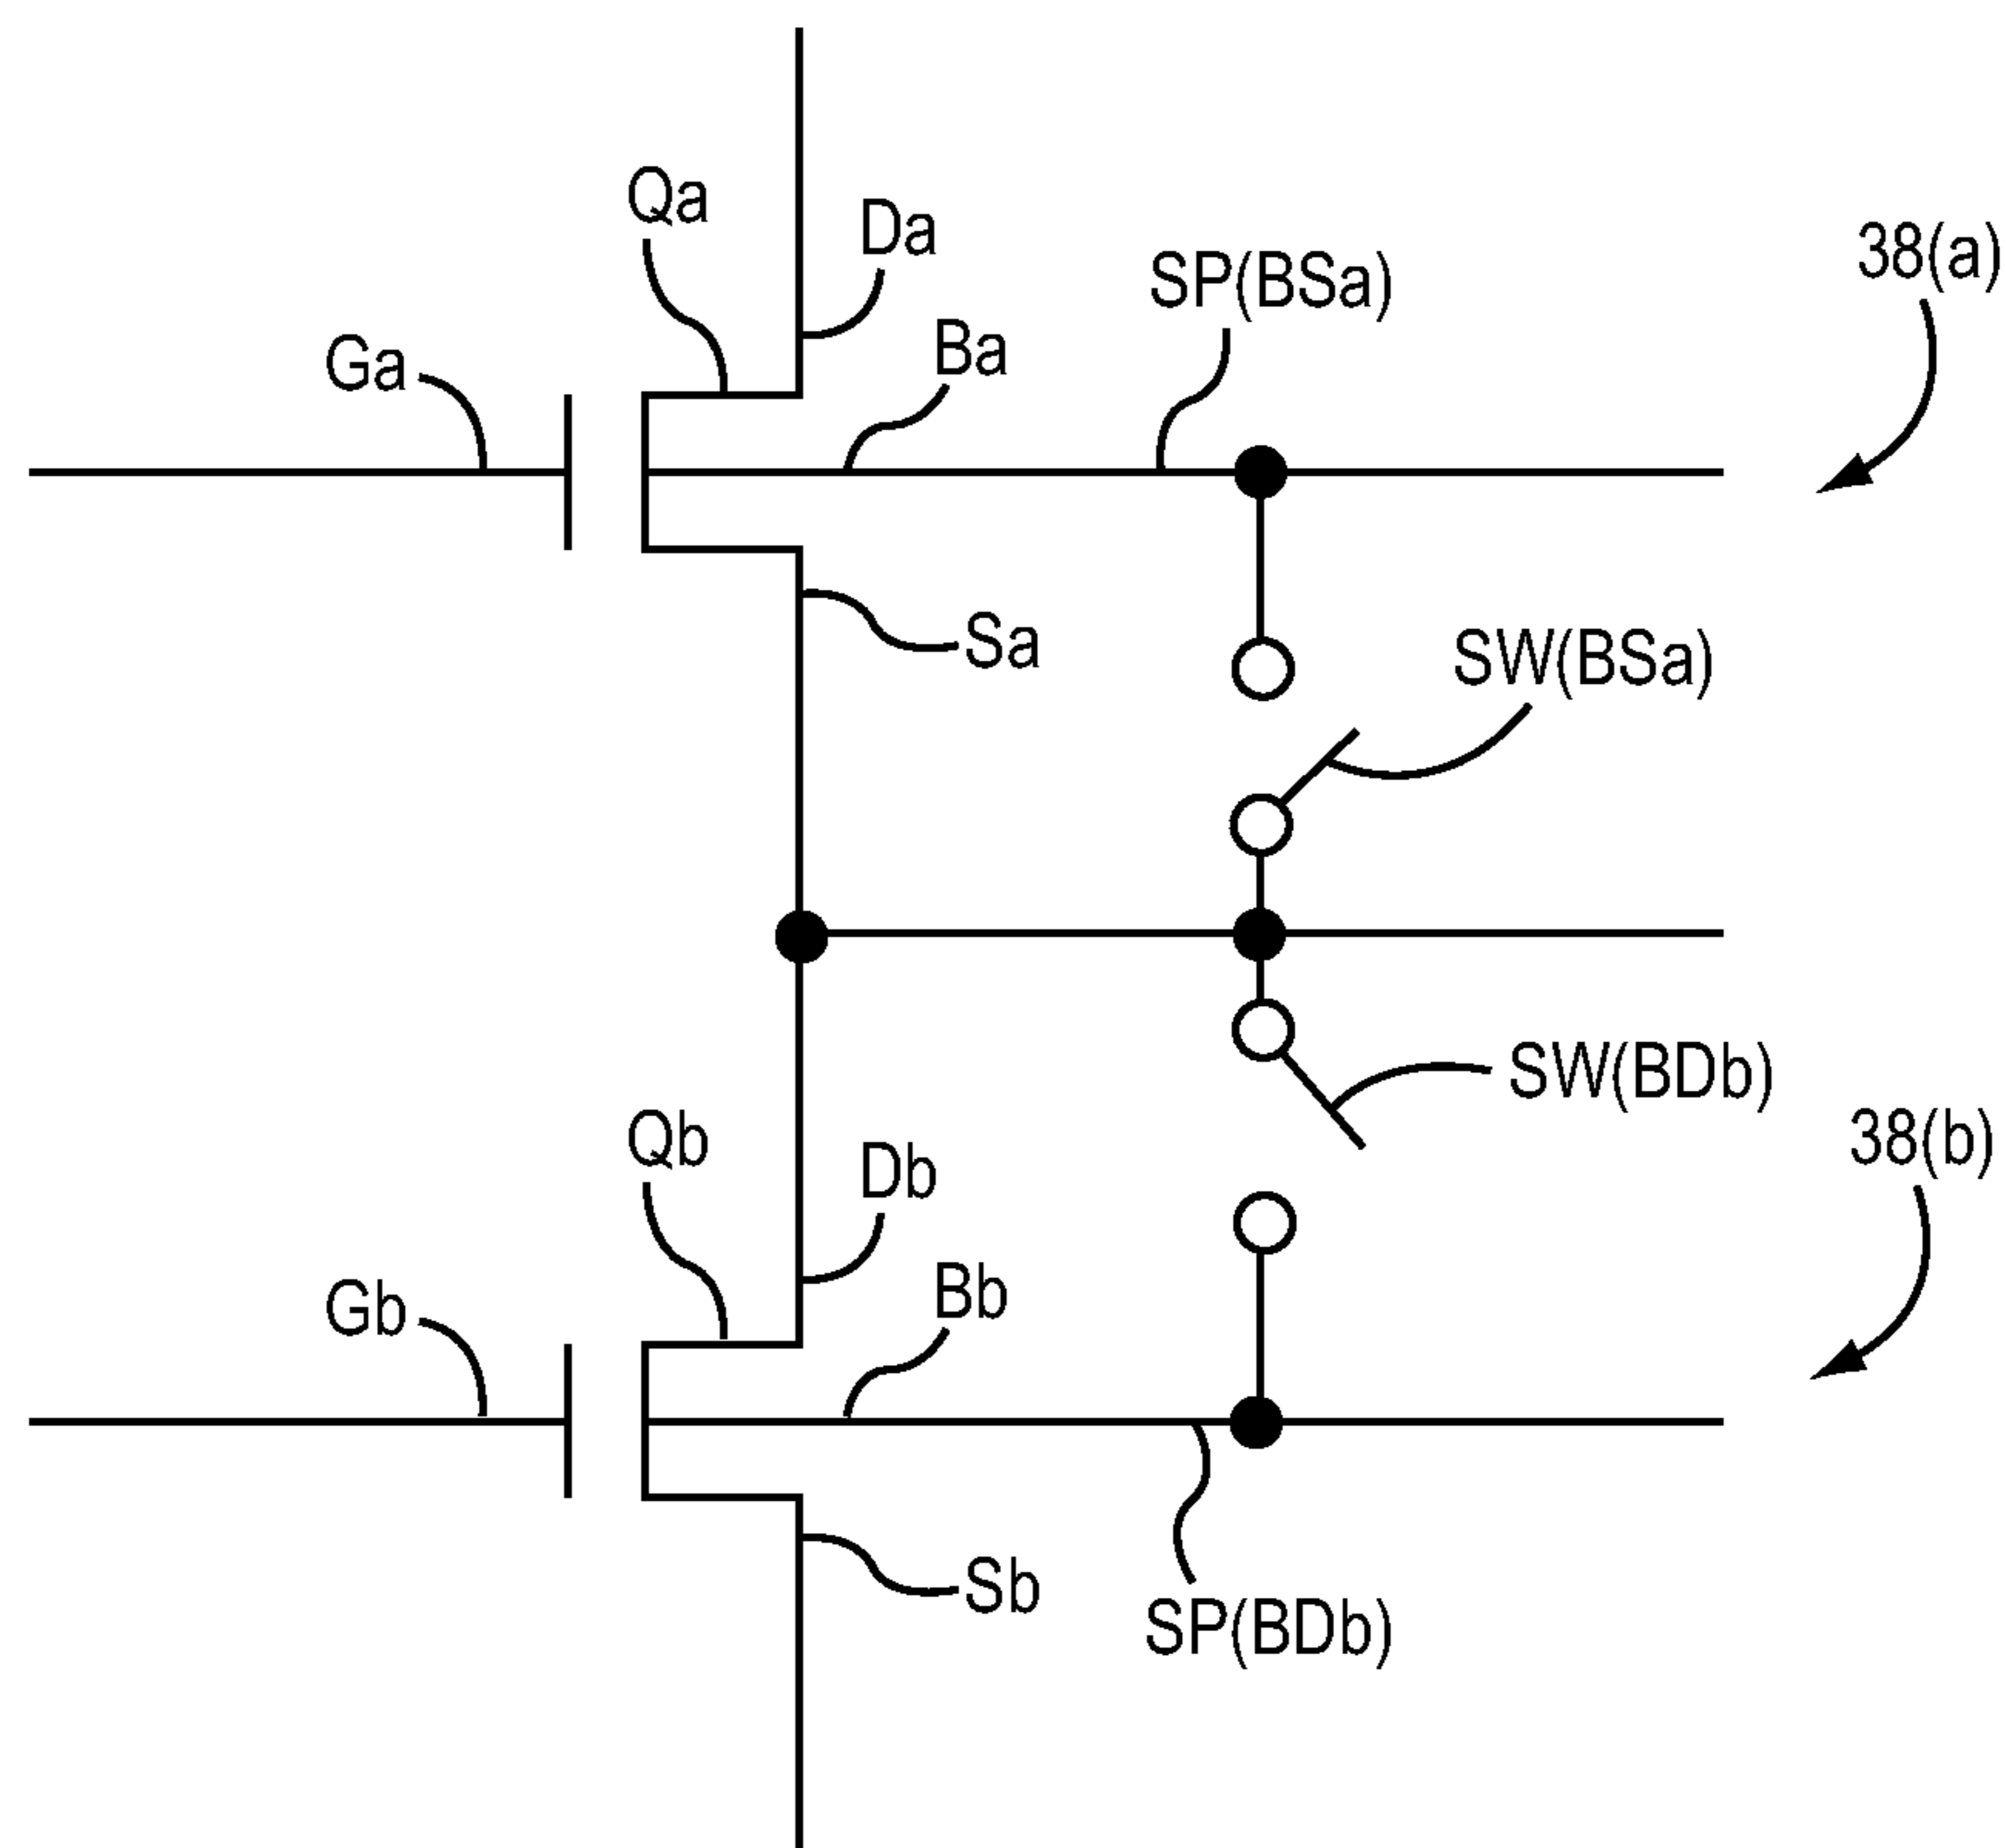 Qa
Da
38(a)
SP(BSa)
Ba
Ga
Sa
SW(BSa)
SW(BDb)
Qb
Db
38(b)
Bb
Gb
Sb
SP(BDb)